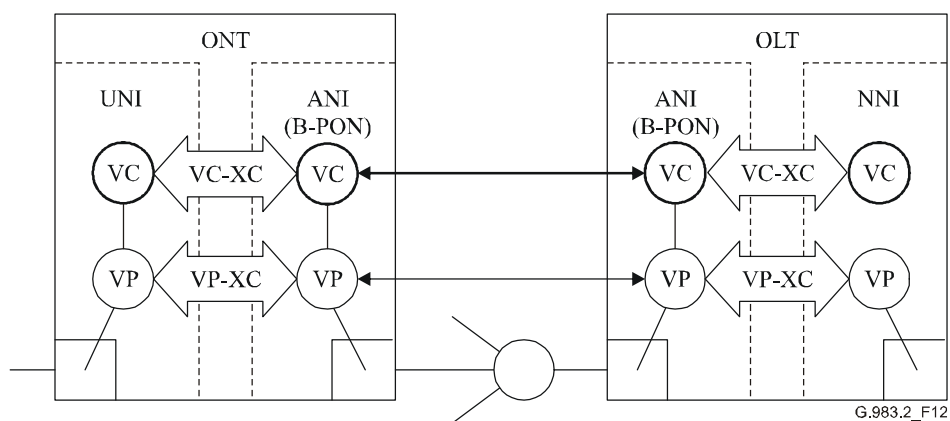 ONT
OLT
UNI
ANI
(B-PON)
ANI
(B-PON)
NNI
VC
VC-XC
VC
VC
VC-XC
VC
VP
VP-XC
VP
VP
VP-XC
VP
G.983.2_F12